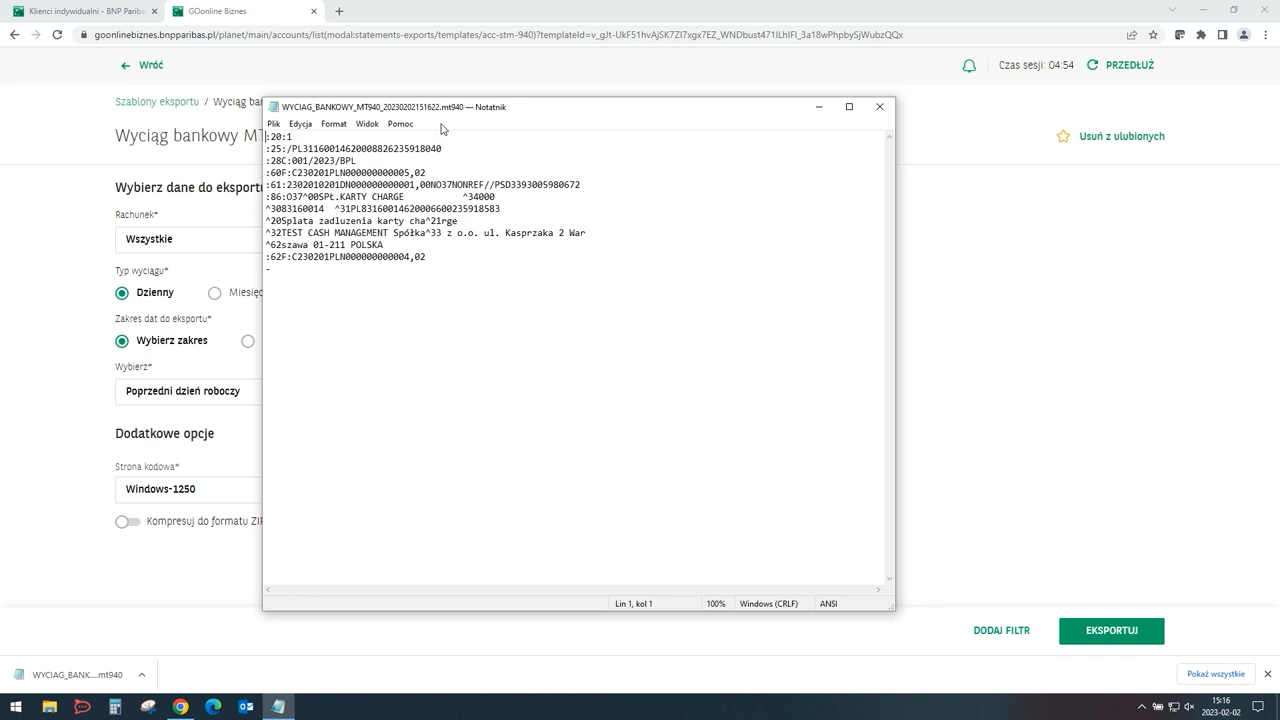 Klienci indywidualni - BNP Pariba
GOonline Biznes
goonlinebiznes.bnpparibas.pl/planet/main/accounts/list(modal:statements-exports/templates/acc-stm-940)?templateId=
Wróć
Czas sesji: 04:54
PRZEDŁUŻ
Szablony eksportu / Wyciąg ban
Wyciąg bankowy MT
Usuń z ulubionych
WYCIAG_BANKOWY_MT940_20230202151622.mt940 — Notatnik
Plik Edycja Format Widok Pomoc
:20:1
:25:/PL31160014620008826235918040
:28C:001/2023/BPL
:60F:C230201PLN000000000005,02
:61:2302010201DN000000000001,00NO37NONREF//PSD3393005980672
:86:O37^00SPŁ.KARTY CHARGE ^34000
^3083160014 ^31PL83160014620006600235918583
^20Splata zadluzenia karty cha^21rge
^32TEST CASH MANAGEMENT Spółka^33 z o.o. ul. Kasprzaka 2 War
^62szawa 01-211 POLSKA
:62F:C230201PLN000000000004,02
-
Wybierz dane do eksportu
Rachunek*
Wszystkie
Typ wyciągu*
Dzienny
Miesięc
Zakres dat do eksportu*
Wybierz zakres
Wybierz*
Poprzedni dzień roboczy
Dodatkowe opcje
Strona kodowa*
Windows-1250
Kompresuj do formatu ZIP
Lin 1, kol 1
100%
Windows (CRLF)
ANSI
DODAJ FILTR
EKSPORTUJ
WYCIAG_BANK....mt940
Pokaż wszystkie
15:16
2023-02-02